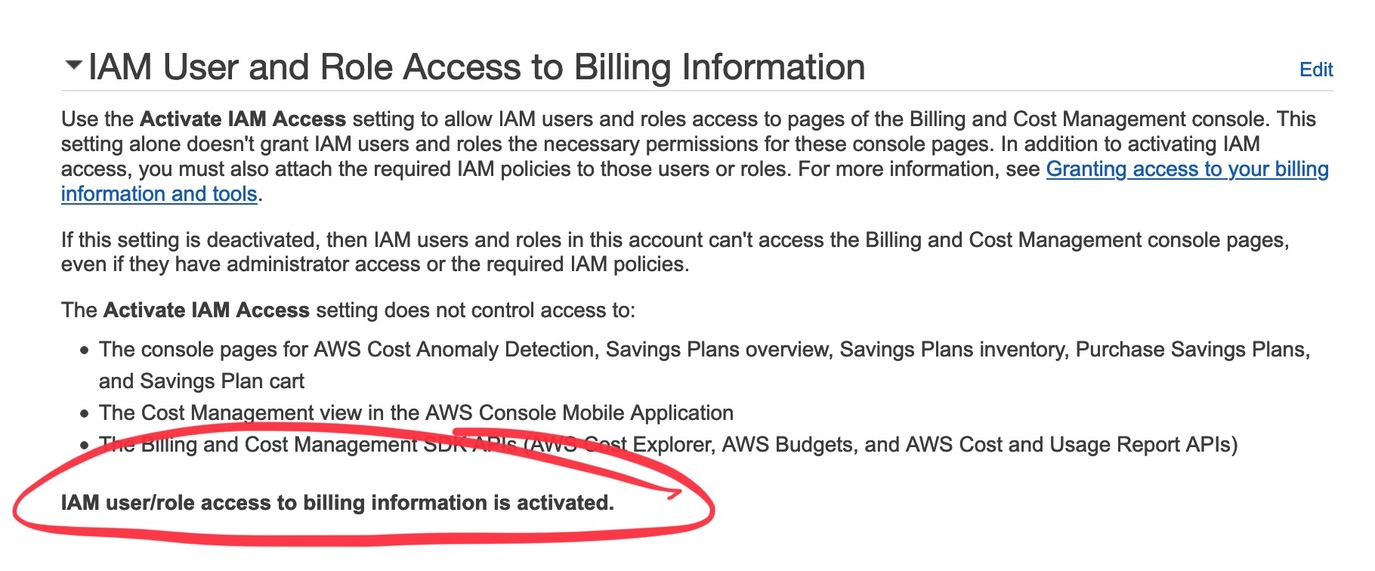 IAM User and Role Access to Billing Information
Edit
Use the Activate IAM Access setting to allow IAM users and roles access to pages of the Billing and Cost Management console. This
setting alone doesn't grant IAM users and roles the necessary permissions for these console pages. In addition to activating IAM
access, you must also attach the required IAM policies to those users or roles. For more information, see Granting access to your billing
information and tools.
If this setting is deactivated, then IAM users and roles in this account can't access the Billing and Cost Management console pages,
even if they have administrator access or the required IAM policies.
The Activate IAM Access setting does not control access to:
• The console pages for AWS Cost Anomaly Detection, Savings Plans overview, Savings Plans inventory, Purchase Savings Plans,
and Savings Plan cart
• The Cost Management view in the AWS Console Mobile Application
• The Billing and Cost Management SDK APIs (AWS Cost Explorer, AWS Budgets, and AWS Cost and Usage Report APIs)
IAM user/role access to billing information is activated.